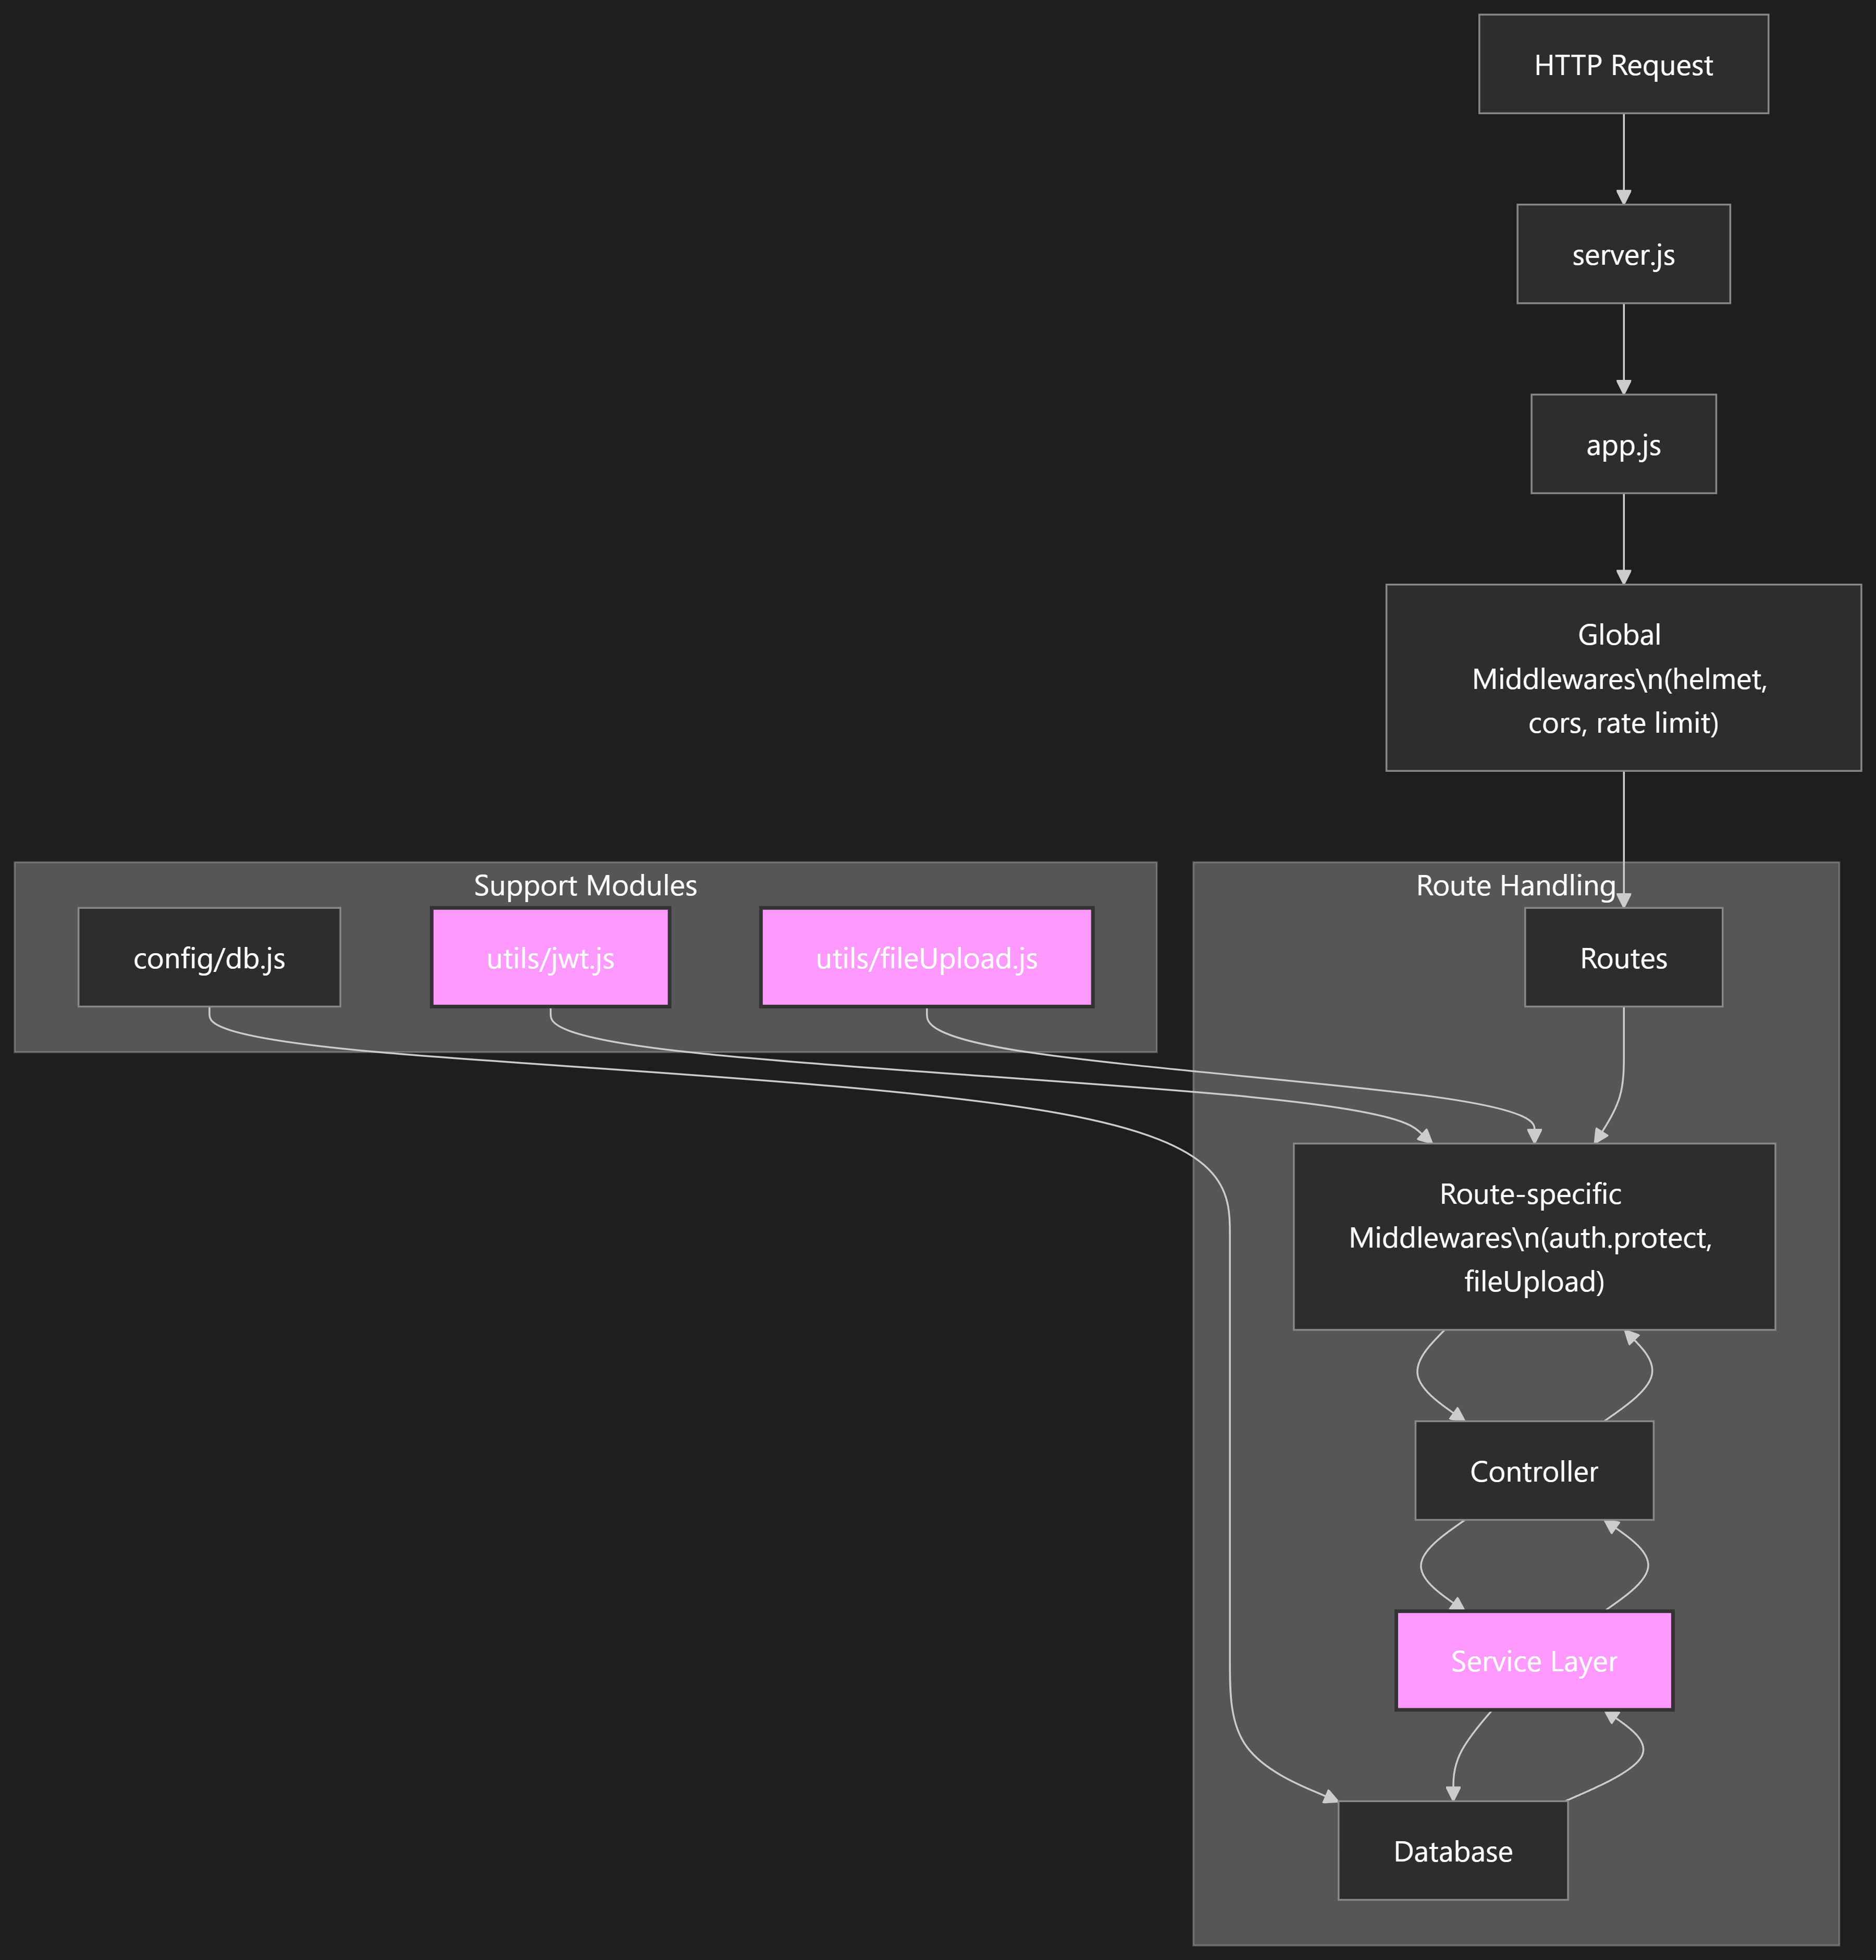 HTTP Request
server.js
app.js
Global
Middlewares\n(helmet,
cors, rate limit)
Support Modules
config/db.js
utils/jwt.js
utils/fileUpload.js
Route Handling
Routes
Route-specific
Middlewares\n(auth.protect,
fileUpload)
Controller
Service Layer
Database